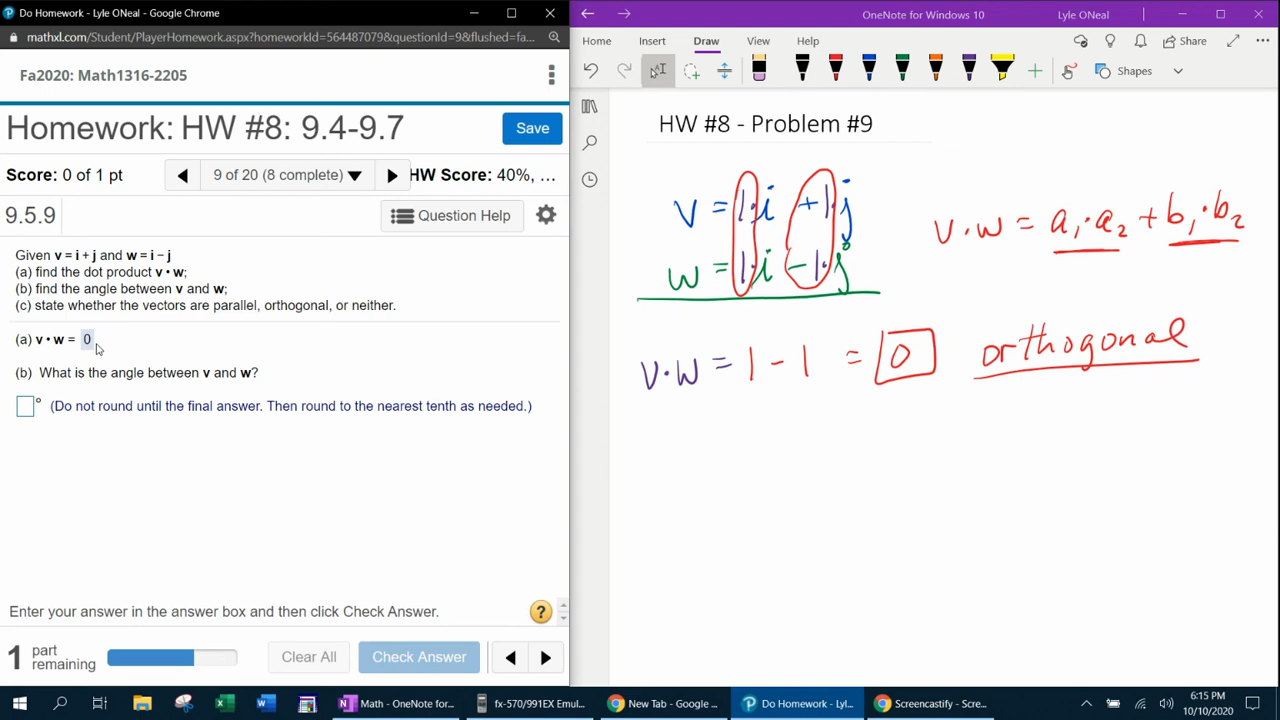 Do Homework - Lyle ONeal - Google Chrome
mathxl.com/Student/PlayerHomework.aspx?homeworkId=564487079&questionId=9&flushed=fa...
Fa2020: Math1316-2205
Homework: HW #8: 9.4-9.7
Save
Score: 0 of 1 pt
9 of 20 (8 complete)
HW Score: 40%, ...
9.5.9
Question Help
Given v = i + j and w = i − j
(a) find the dot product v • w;
(b) find the angle between v and w;
(c) state whether the vectors are parallel, orthogonal, or neither.
(a) v • w = 0
(b) What is the angle between v and w?
° (Do not round until the final answer. Then round to the nearest tenth as needed.)
Enter your answer in the answer box and then click Check Answer.
?
1 part remaining
Clear All
Check Answer
OneNote for Windows 10
Lyle ONeal
Home Insert Draw View Help
Share
Shapes
HW #8 - Problem #9
v = 1·i + 1·j
w = 1·i − 1·j
v·w = a₁·a₂ + b₁·b₂
v·w = 1 − 1 = 0 orthogonal
Math - OneNote for...
fx-570/991EX Emul...
New Tab - Google ...
Do Homework - Lyl...
Screencastify - Scre...
6:15 PM
10/10/2020